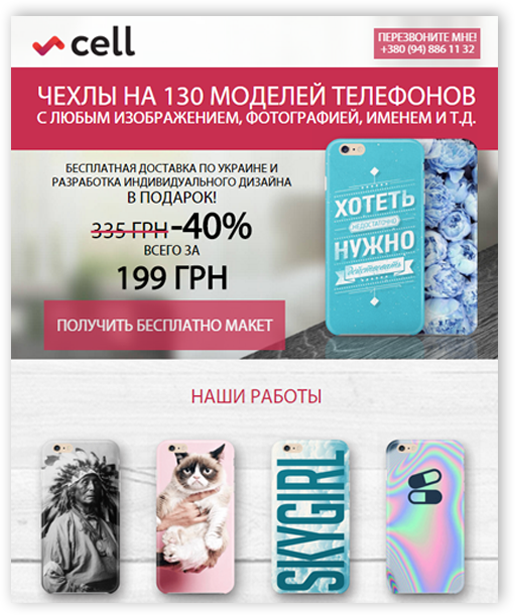 cell
ПЕРЕЗВОНИТЕ МНЕ!
+380 (94) 886 11 32
ЧЕХЛЫ НА 130 МОДЕЛЕЙ ТЕЛЕФОНОВ
С ЛЮБЫМ ИЗОБРАЖЕНИЕМ, ФОТОГРАФИЕЙ, ИМЕНЕМ И Т.Д.
БЕСПЛАТНАЯ ДОСТАВКА ПО УКРАИНЕ И
РАЗРАБОТКА ИНДИВИДУАЛЬНОГО ДИЗАЙНА
В ПОДАРОК!
335 ГРН -40%
ВСЕГО ЗА
199 ГРН
ПОЛУЧИТЬ БЕСПЛАТНО МАКЕТ
ХОТЕТЬ
НЕДОСТАТОЧНО
НУЖНО
действовать
НАШИ РАБОТЫ
SKYGIRL